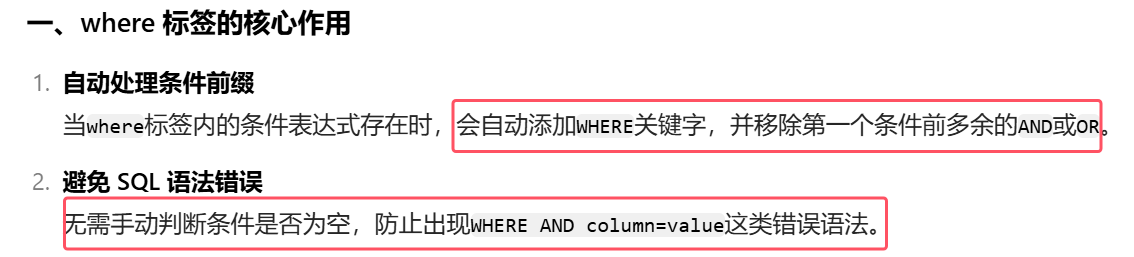 一、where 标签的核心作用
1. 自动处理条件前缀
当where标签内的条件表达式存在时，会自动添加WHERE关键字，并移除第一个条件前多余的AND或OR。
2. 避免 SQL 语法错误
无需手动判断条件是否为空，防止出现WHERE AND column=value这类错误语法。